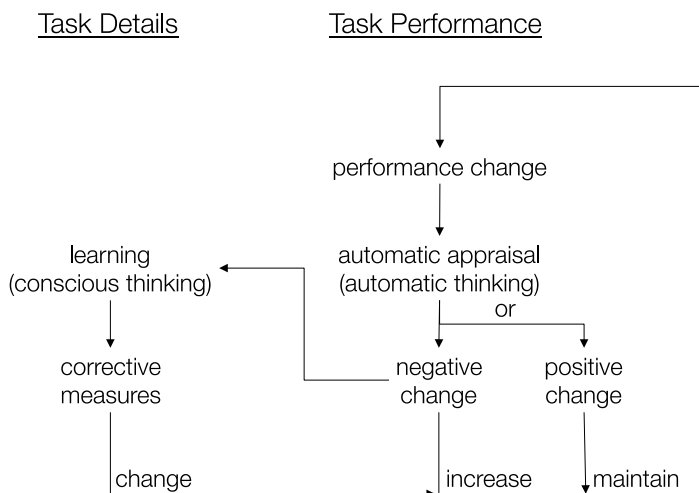 Task Details
Task Performance
performance change
learning
(conscious thinking)
automatic appraisal
(automatic thinking)
or
corrective
measures
negative
change
positive
change
change
increase
maintain